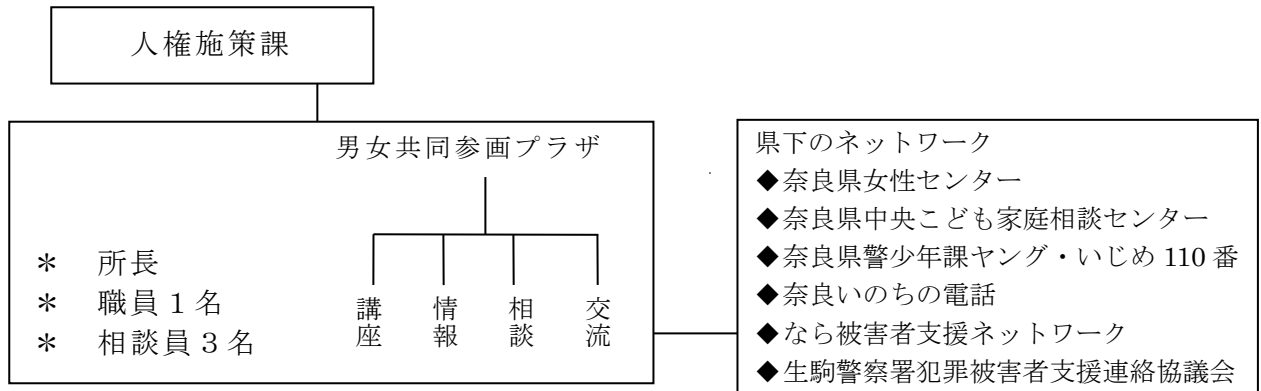 人権施策課
男女共同参画プラザ
＊ 所長
＊ 職員１名
＊ 相談員３名
講座
情報
相談
交流
県下のネットワーク
◆奈良県女性センター
◆奈良県中央こども家庭相談センター
◆奈良県警少年課ヤング・いじめ 110 番
◆奈良いのちの電話
◆なら被害者支援ネットワーク
◆生駒警察署犯罪被害者支援連絡協議会